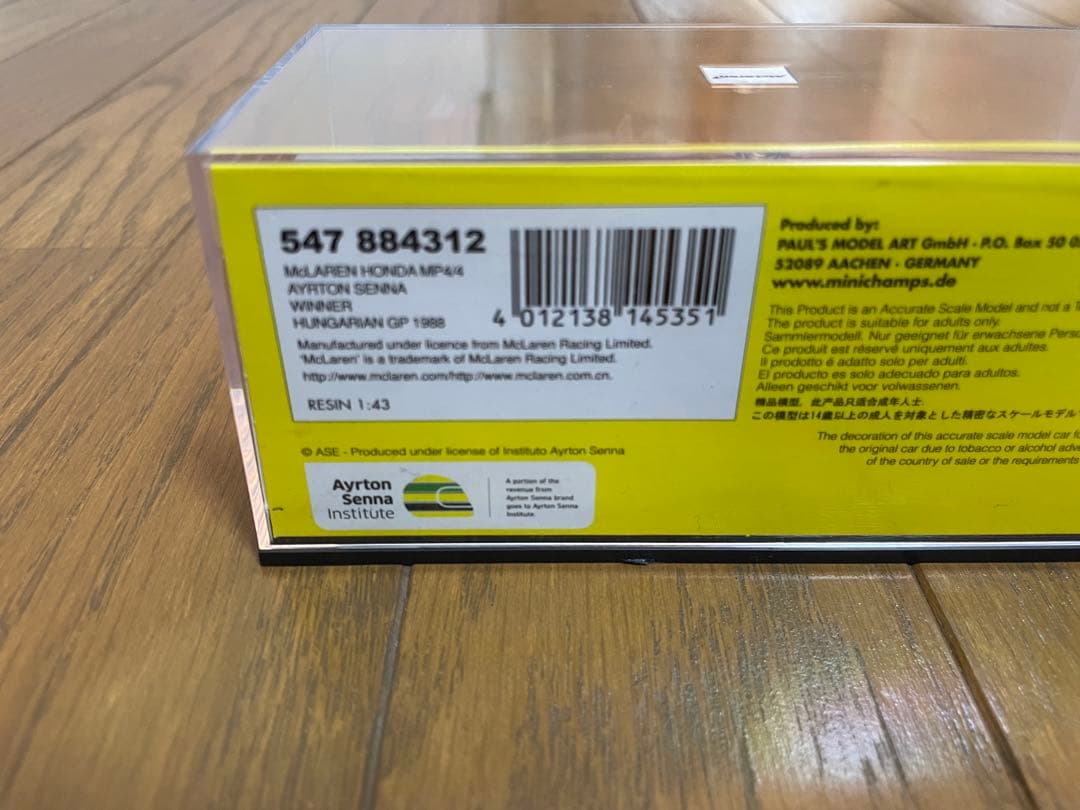 McLaren
547 884312
McLAREN HONDA MP4/4
AYRTON SENNA
WINNER
HUNGARIAN GP 1988
4 012138 145351
Manufactured under licence from McLaren Racing Limited.
'McLaren' is a trademark of McLaren Racing Limited.
http://www.mclaren.com/http://www.mclaren.com.cn.
RESIN 1:43
Produced by:
PAUL'S MODEL ART GmbH · P.O. Box 50 0
52089 AACHEN · GERMANY
www.minichamps.de
This Product is an Accurate Scale Model and not a
The product is suitable for adults only.
Sammlermodell. Nur geeignet für erwachsene Perso
Ce produit est réservé uniquement aux adultes.
Il prodotto é adatto solo per adulti.
El producto es solo adecuado para adultos.
Alleen geschikt voor volwassenen.
精品模型，此产品只适合成年人士.
この模型は14歳以上の成人を対象とした精密なスケールモデル
The decoration of this accurate scale model car
the original car due to tobacco or alcohol adve
of the country of sale or the requirements
© ASE - Produced under license of Instituto Ayrton Senna
Ayrton
Senna
Institute
A portion of the
revenue from
Ayrton Senna brand
goes to Ayrton Senna
Institute.